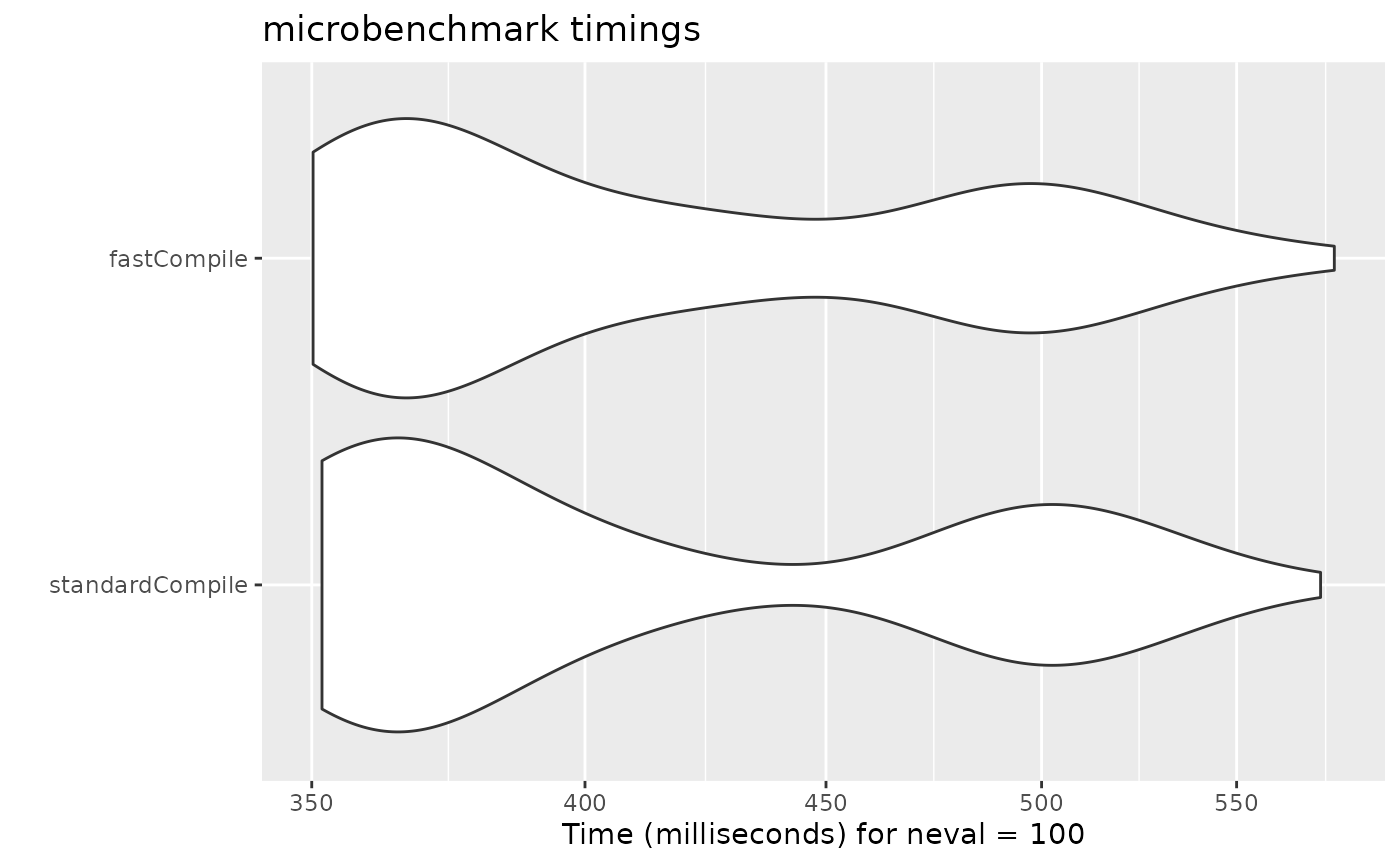 microbenchmark timings
fastCompile
standardCompile
350 400 450 500 550
Time (milliseconds) for neval = 100